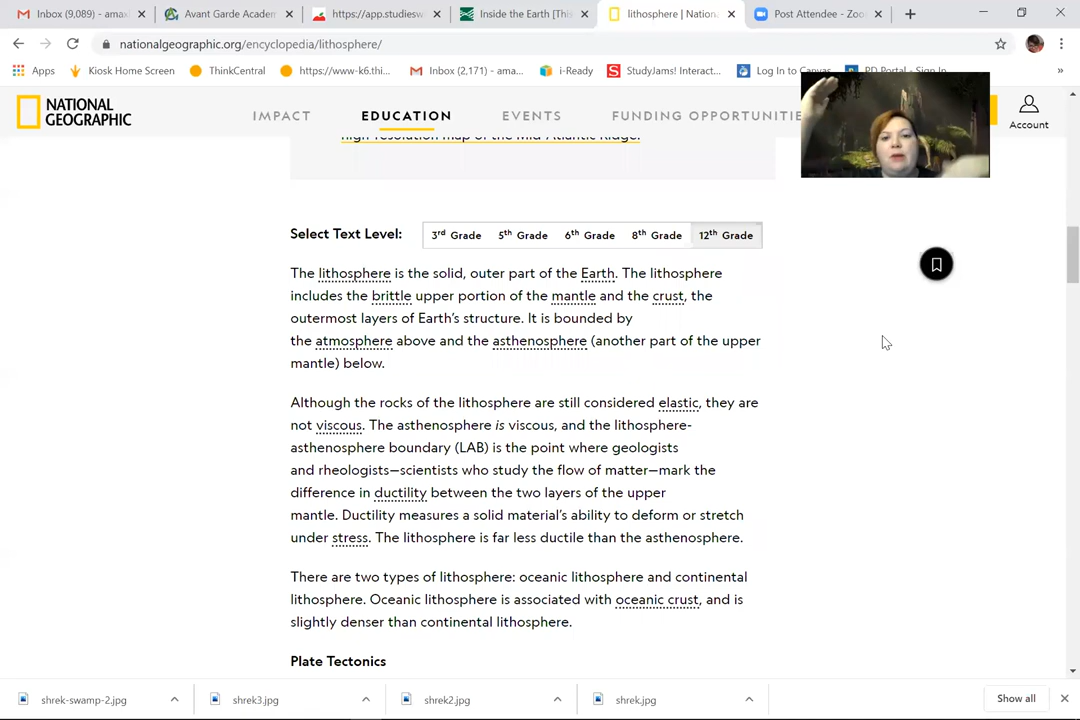 Inbox (9,089) - amax
Avant Garde Academ
https://app.studiesw
Inside the Earth [This
lithosphere | Nation
Post Attendee - Zoo
nationalgeographic.org/encyclopedia/lithosphere/
Apps
Kiosk Home Screen
ThinkCentral
https://www-k6.thi...
Inbox (2,171) - ama...
i-Ready
StudyJams! Interact...
Log In to Canvas
PD Portal - Sign In
»
NATIONAL
GEOGRAPHIC
IMPACT
EDUCATION
EVENTS
FUNDING OPPORTUNITIE
Account
high-resolution map of the Mid-Atlantic Ridge.
Select Text Level:
3rd Grade
5th Grade
6th Grade
8th Grade
12th Grade
The lithosphere is the solid, outer part of the Earth. The lithosphere
includes the brittle upper portion of the mantle and the crust, the
outermost layers of Earth's structure. It is bounded by
the atmosphere above and the asthenosphere (another part of the upper
mantle) below.
Although the rocks of the lithosphere are still considered elastic, they are
not viscous. The asthenosphere is viscous, and the lithosphere-
asthenosphere boundary (LAB) is the point where geologists
and rheologists—scientists who study the flow of matter—mark the
difference in ductility between the two layers of the upper
mantle. Ductility measures a solid material's ability to deform or stretch
under stress. The lithosphere is far less ductile than the asthenosphere.
There are two types of lithosphere: oceanic lithosphere and continental
lithosphere. Oceanic lithosphere is associated with oceanic crust, and is
slightly denser than continental lithosphere.
Plate Tectonics
shrek-swamp-2.jpg
shrek3.jpg
shrek2.jpg
shrek.jpg
Show all